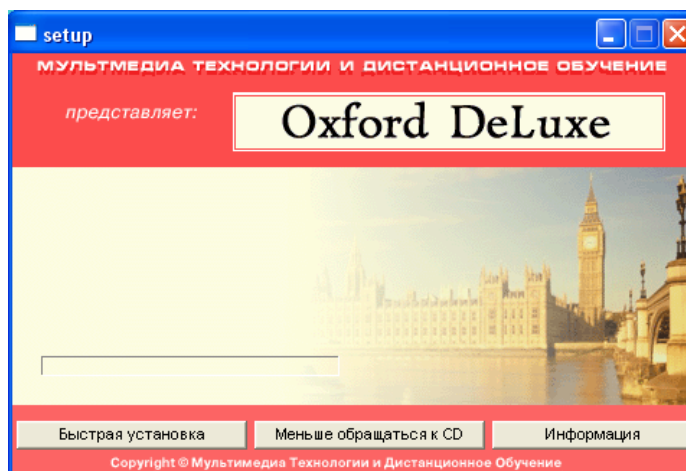 setup
МУЛЬТМЕДИА ТЕХНОЛОГИИ И ДИСТАНЦИОННОЕ ОБУЧЕНИЕ
представляет:
Oxford DeLuxe
Быстрая установка
Меньше обращаться к CD
Информация
Copyright © Мультимедиа Технологии и Дистанционное Обучение